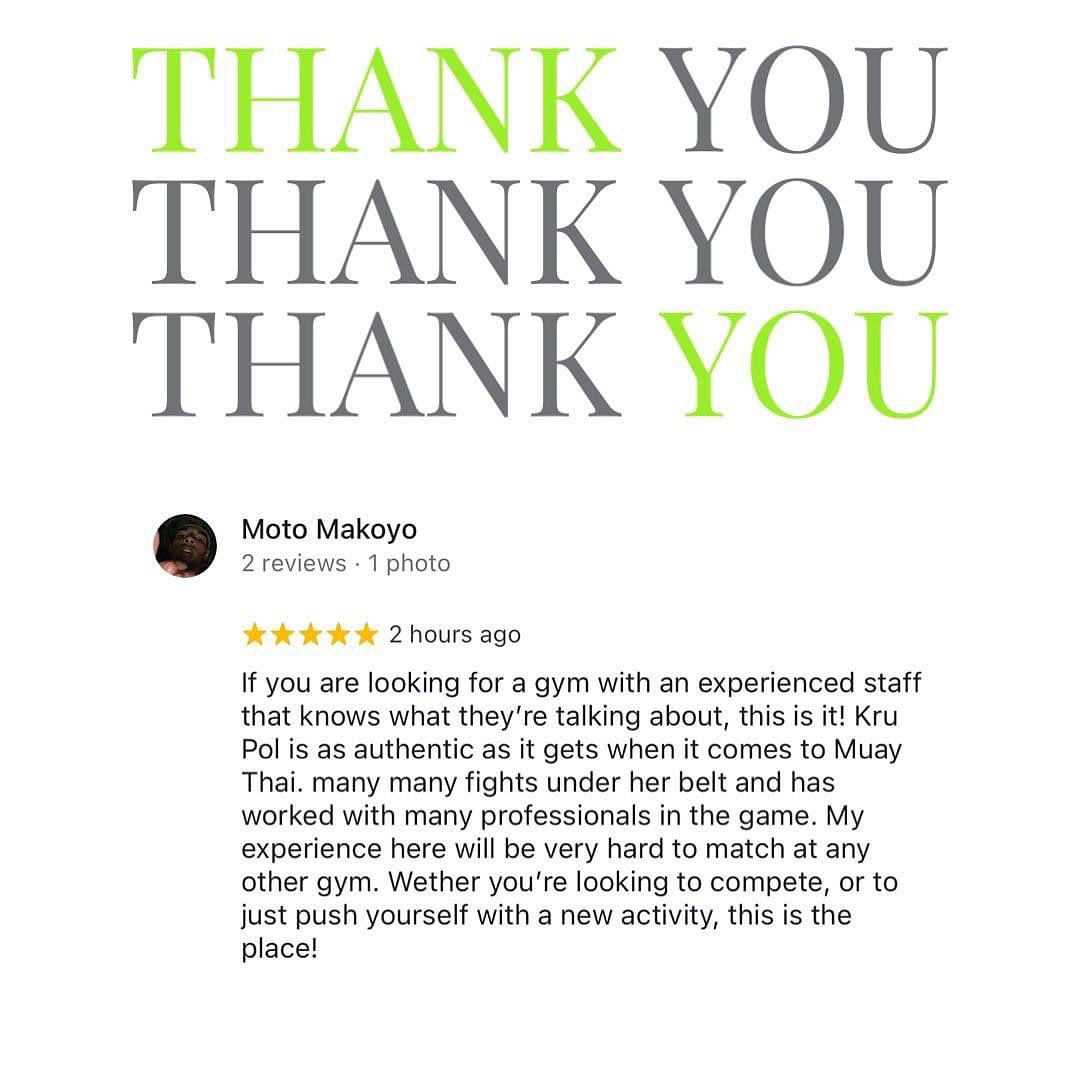 THANK YOU
THANK YOU
THANK YOU
Moto Makoyo
2 reviews · 1 photo
2 hours ago
If you are looking for a gym with an experienced staff
that knows what they’re talking about, this is it! Kru
Pol is as authentic as it gets when it comes to Muay
Thai. many many fights under her belt and has
worked with many professionals in the game. My
experience here will be very hard to match at any
other gym. Wether you’re looking to compete, or to
just push yourself with a new activity, this is the
place!